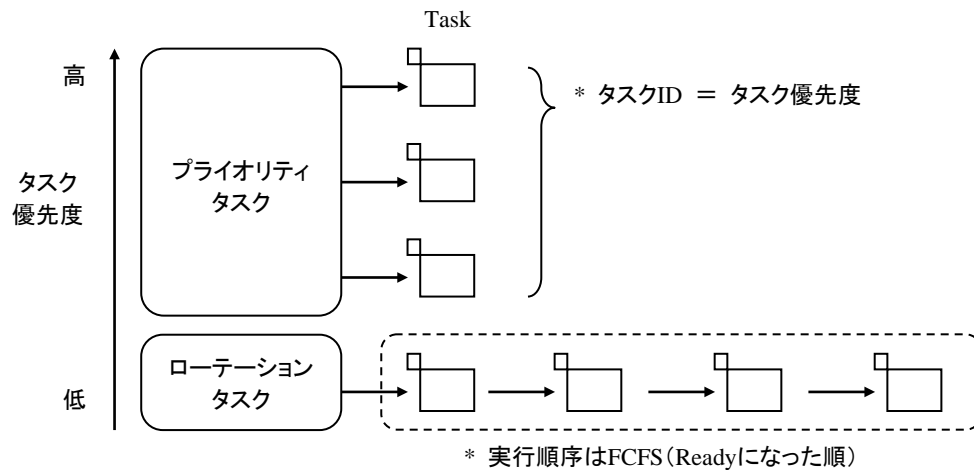 Task
高
* タスクID ＝ タスク優先度
プライオリティ
タスク
タスク
優先度
ローテーション
タスク
低
* 実行順序はFCFS（Readyになった順）